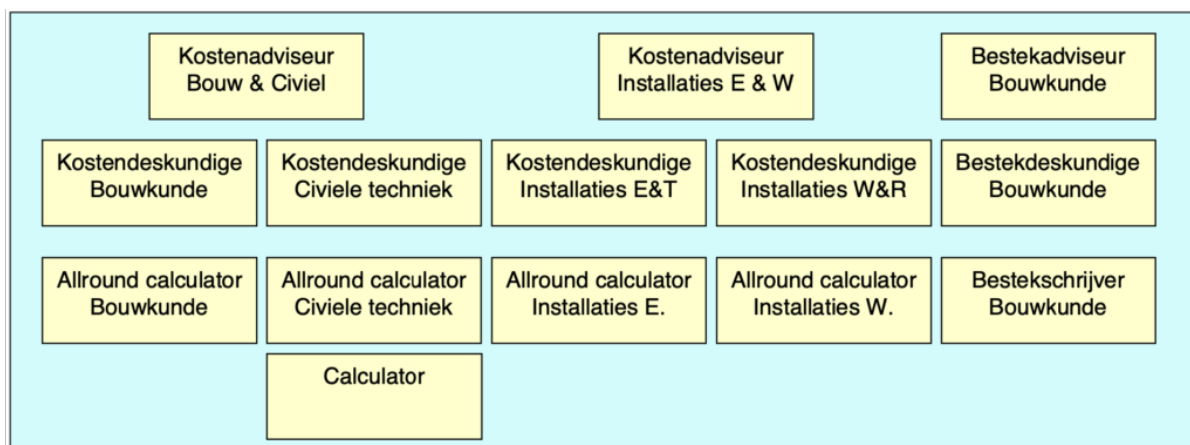 Kostenadviseur
Bouw & Civiel
Kostenadviseur
Installaties E & W
Bestekadviseur
Bouwkunde
Kostendeskundige
Bouwkunde
Kostendeskundige
Civiele techniek
Kostendeskundige
Installaties E&T
Kostendeskundige
Installaties W&R
Bestekdeskundige
Bouwkunde
Allround calculator
Bouwkunde
Allround calculator
Civiele techniek
Allround calculator
Installaties E.
Allround calculator
Installaties W.
Bestekschrijver
Bouwkunde
Calculator